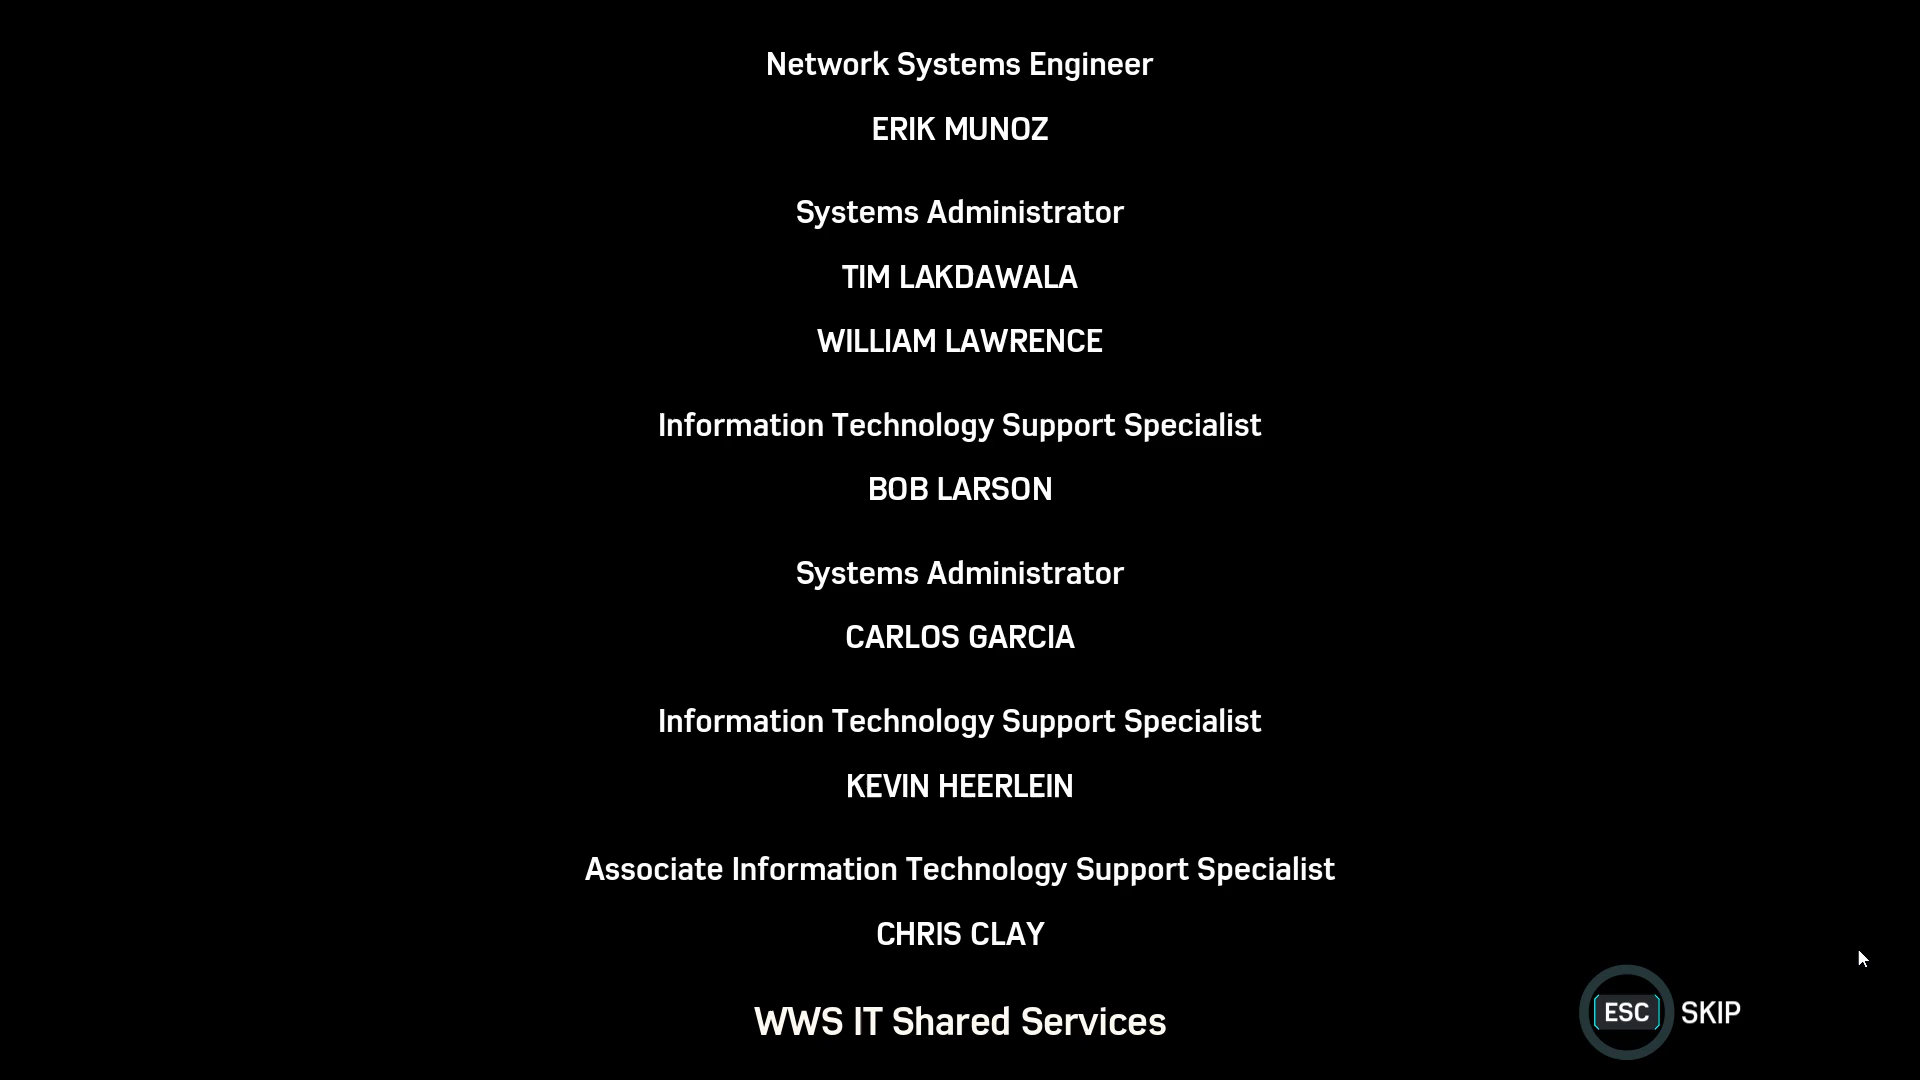 Network Systems Engineer
ERIK MUNOZ
Systems Administrator
TIM LAKDAWALA
WILLIAM LAWRENCE
Information Technology Support Specialist
BOB LARSON
Systems Administrator
CARLOS GARCIA
Information Technology Support Specialist
KEVIN HEERLEIN
Associate Information Technology Support Specialist
CHRIS CLAY
WWS IT Shared Services
ESC SKIP